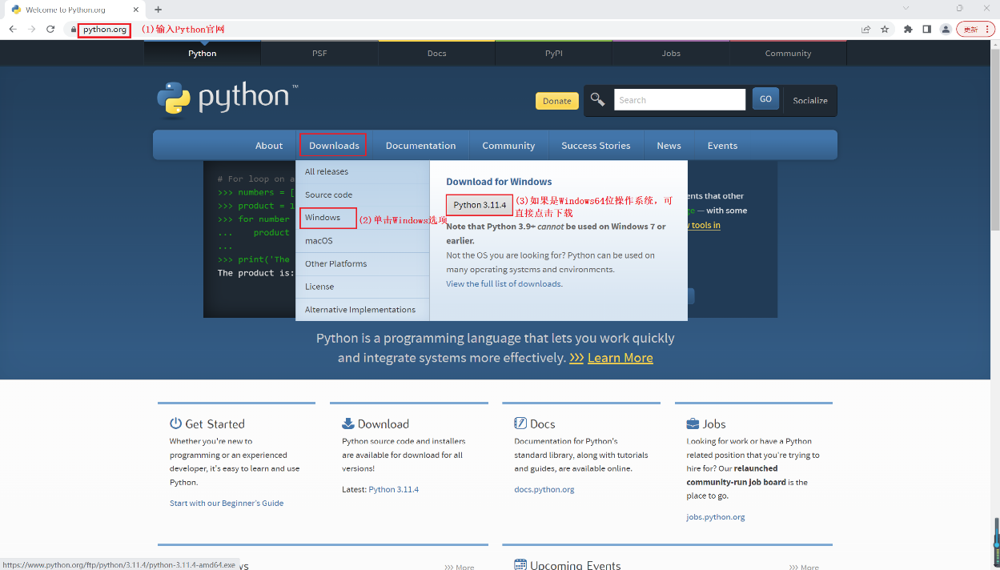 Welcome to Python.org
python.org
(1)输入Python官网
更新
Python
PSF
Docs
PyPI
Jobs
Community
python™
Donate
Search
GO
Socialize
About
Downloads
Documentation
Community
Success Stories
News
Events
# For loop on a
>>> numbers = [
>>> product = 1
>>> for number
... product
...
>>> print('The
The product is:
All releases
Source code
Windows
(2)单击Windows选项
macOS
Other Platforms
License
Alternative Implementations
Download for Windows
Python 3.11.4
(3)如果是Windows64位操作系统，可
直接点击下载
Note that Python 3.9+ cannot be used on Windows 7 or
earlier.
Not the OS you are looking for? Python can be used on
many operating systems and environments.
View the full list of downloads.
ents that other
— with some
tools in
Python is a programming language that lets you work quickly
and integrate systems more effectively. >>> Learn More
Get Started
Whether you're new to
programming or an experienced
developer, it's easy to learn and use
Python.
Start with our Beginner's Guide
Download
Python source code and installers
are available for download for all
versions!
Latest: Python 3.11.4
Docs
Documentation for Python's
standard library, along with tutorials
and guides, are available online.
docs.python.org
Jobs
Looking for work or have a Python
related position that you're trying to
hire for? Our relaunched
community-run job board is the
place to go.
jobs.python.org
>>> More
Upcoming Events
>>> More
https://www.python.org/ftp/python/3.11.4/python-3.11.4-amd64.exe